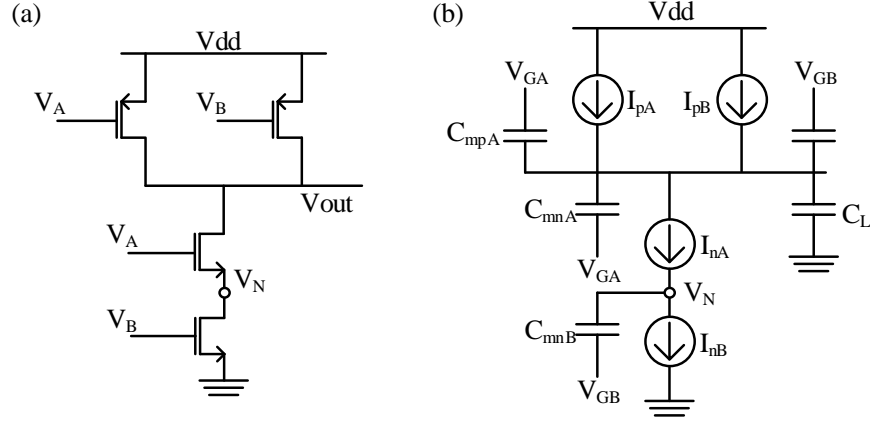 (a)
Vdd
V_A
V_B
Vout
V_A
V_N
V_B
(b)
Vdd
V_GA
V_GB
I_pA
I_pB
C_mpA
C_mnA
C_L
I_nA
V_GA
V_N
C_mnB
I_nB
V_GB